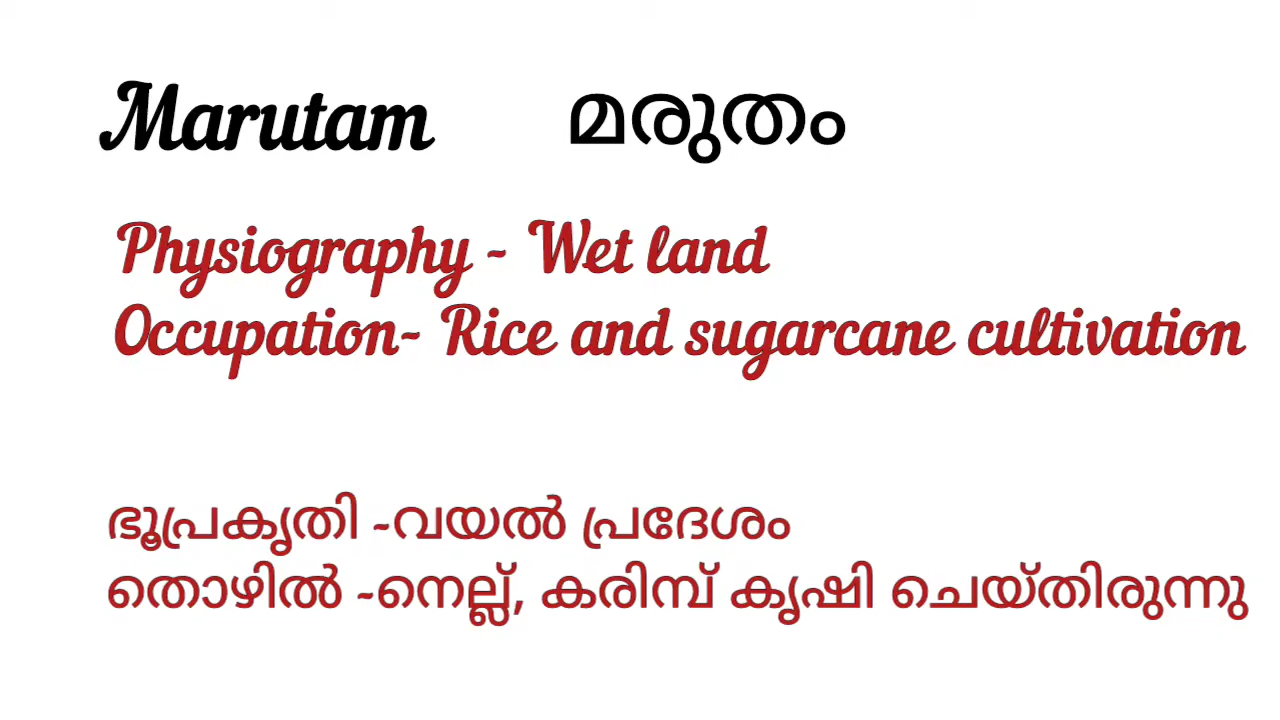 Marutam മരുതം
Physiography - Wet land
Occupation- Rice and sugarcane cultivation
ഭൂപ്രകൃതി -വയൽ പ്രദേശം
തൊഴിൽ -നെല്ല്, കരിമ്പ് കൃഷി ചെയ്തിരുന്നു